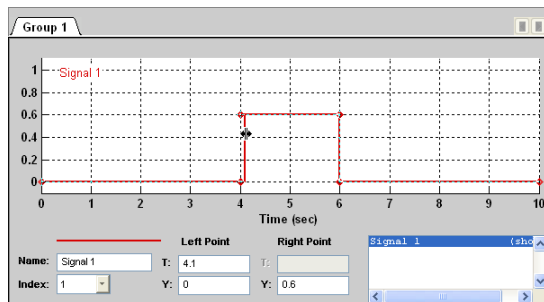 Group 1
Signal 1
1
0.8
0.6
0.4
0.2
0
0 1 2 3 4 5 6 7 8 9 10
Time (sec)
Left Point Right Point
Name: Signal 1 T: 4.1 T:
Index: 1 Y: 0 Y: 0.6
Signal 1 (sho